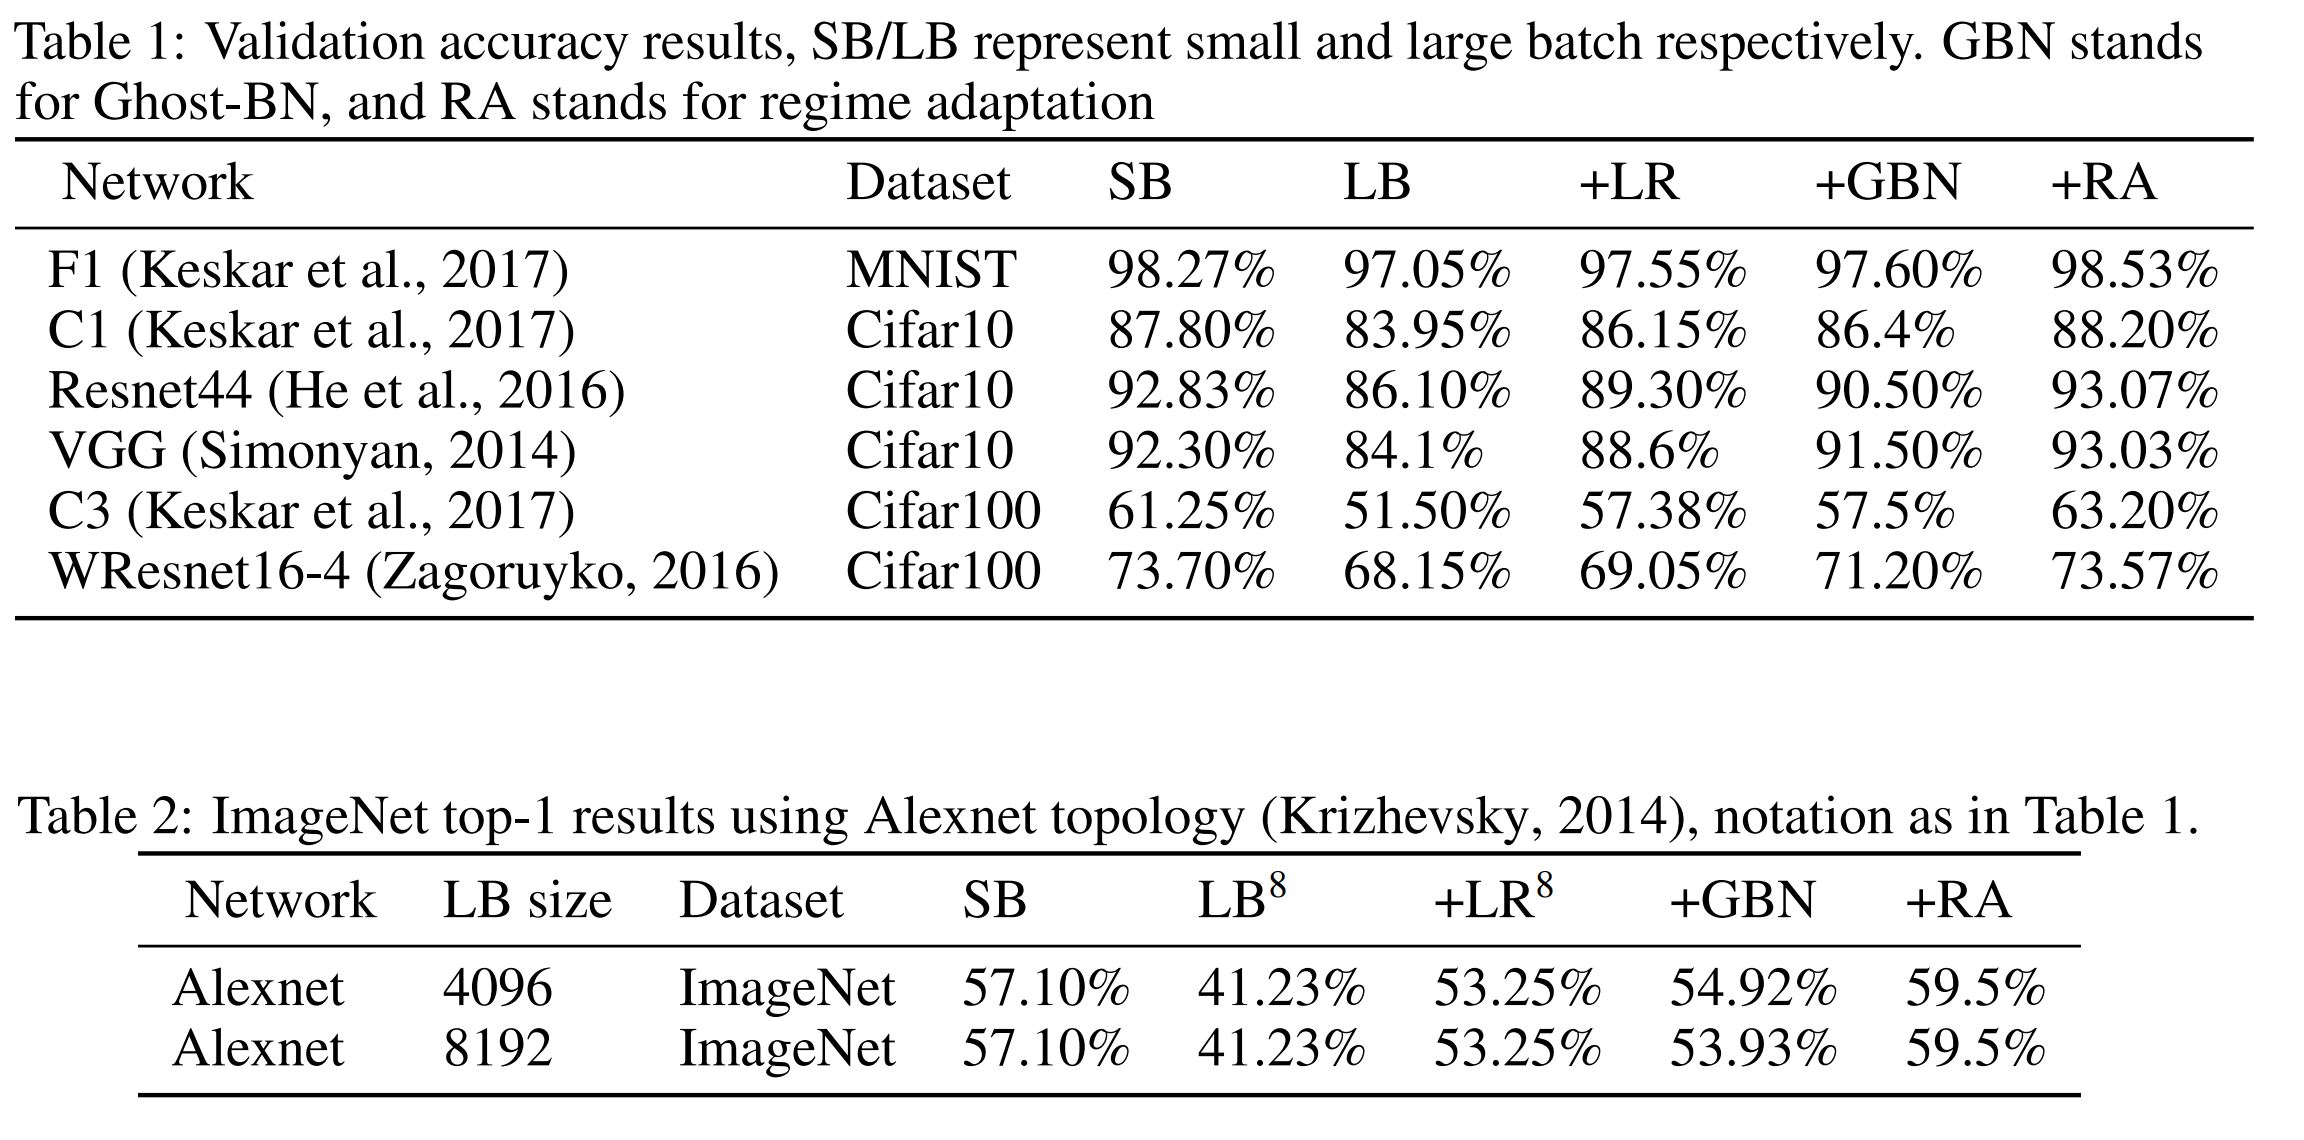 Table 1: Validation accuracy results, SB/LB represent small and large batch respectively. GBN stands
for Ghost-BN, and RA stands for regime adaptation
Network Dataset SB LB +LR +GBN +RA
F1 (Keskar et al., 2017) MNIST 98.27% 97.05% 97.55% 97.60% 98.53%
C1 (Keskar et al., 2017) Cifar10 87.80% 83.95% 86.15% 86.4% 88.20%
Resnet44 (He et al., 2016) Cifar10 92.83% 86.10% 89.30% 90.50% 93.07%
VGG (Simonyan, 2014) Cifar10 92.30% 84.1% 88.6% 91.50% 93.03%
C3 (Keskar et al., 2017) Cifar100 61.25% 51.50% 57.38% 57.5% 63.20%
WResnet16-4 (Zagoruyko, 2016) Cifar100 73.70% 68.15% 69.05% 71.20% 73.57%
Table 2: ImageNet top-1 results using Alexnet topology (Krizhevsky, 2014), notation as in Table 1.
Network LB size Dataset SB LB⁸ +LR⁸ +GBN +RA
Alexnet 4096 ImageNet 57.10% 41.23% 53.25% 54.92% 59.5%
Alexnet 8192 ImageNet 57.10% 41.23% 53.25% 53.93% 59.5%